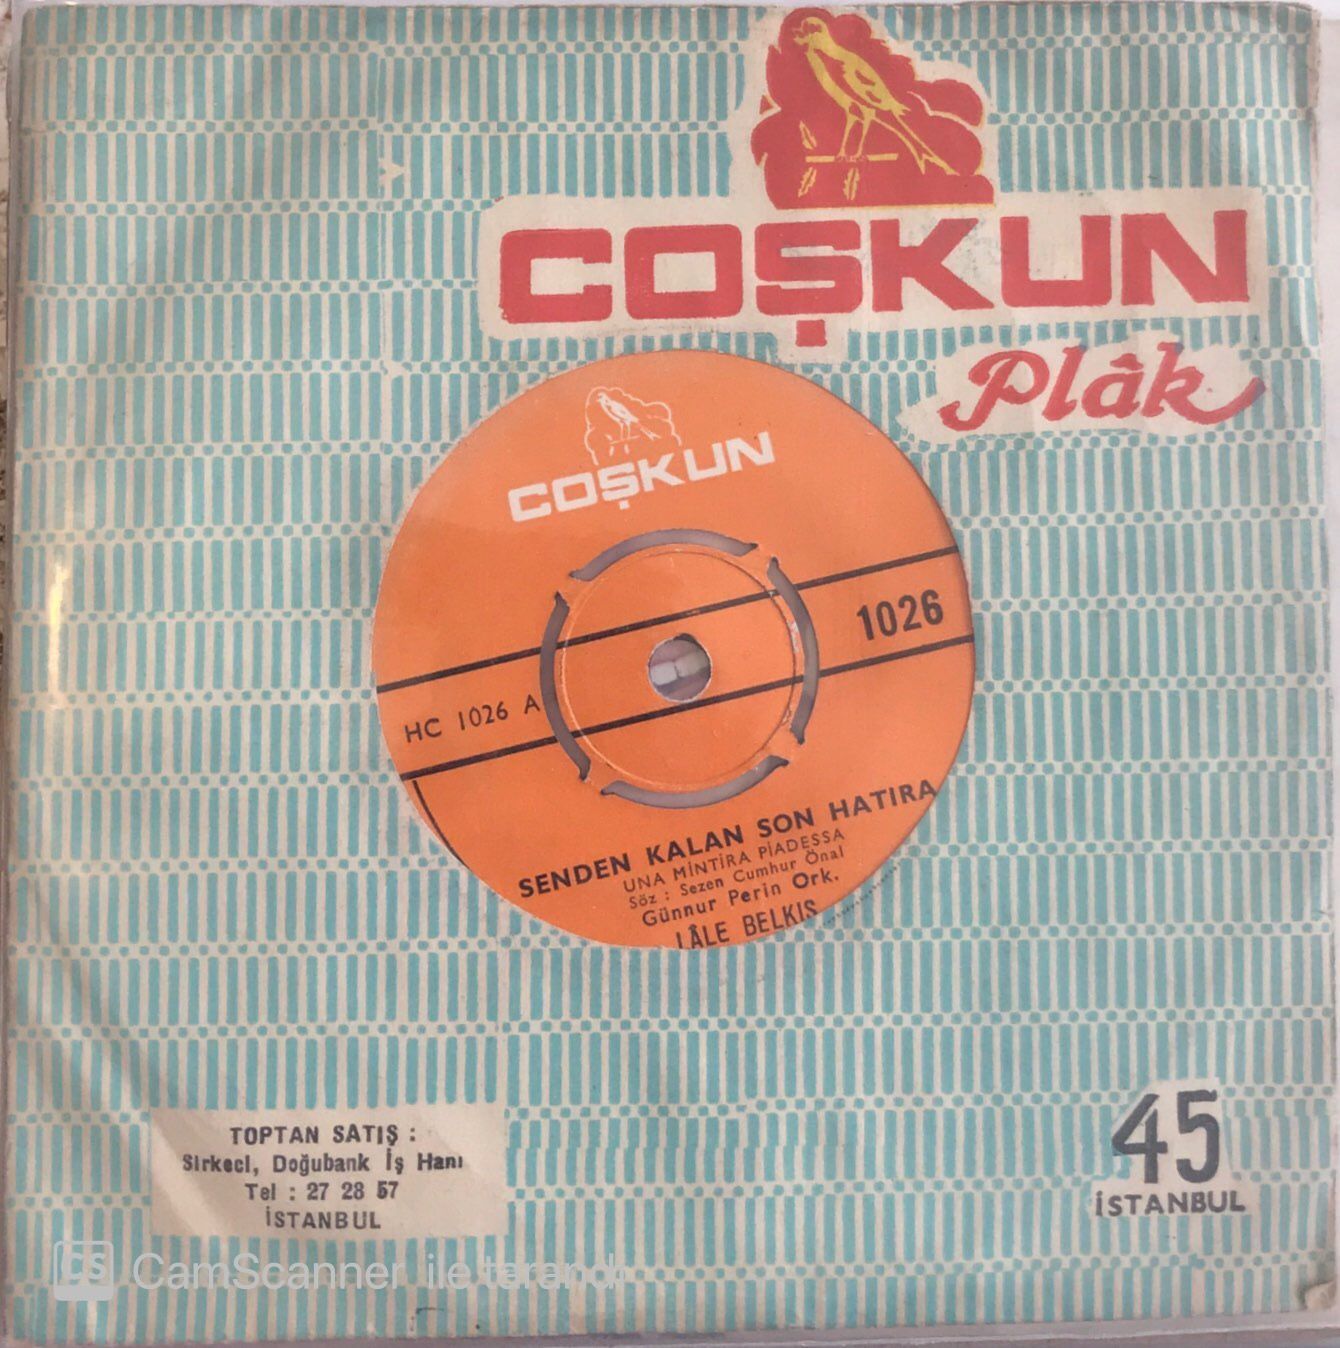 COŞKUN
Plâk
COŞKUN
1026
HC 1026 A
SENDEN KALAN SON HATIRA
UNA MİNTİRA PİADESSA
Söz : Sezen Cumhur Önal
Günnur Perin Ork.
LÂLE BELKIS
TOPTAN SATIŞ :
Sirkeci, Doğubank İş Hanı
Tel : 27 28 57
İSTANBUL
45
İSTANBUL
CS CamScanner ile tarandı